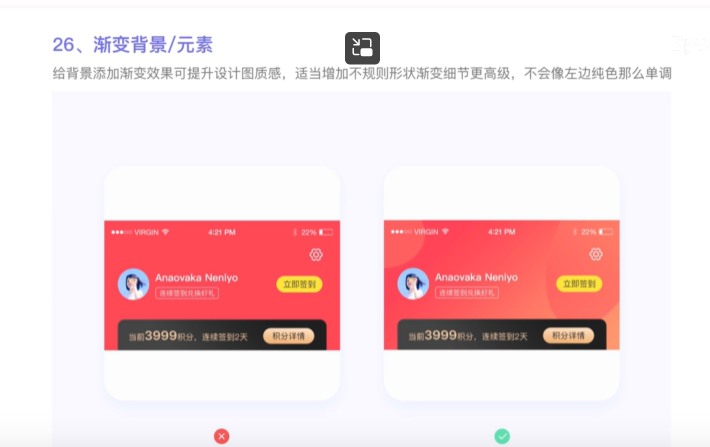 26、渐变背景/元素
给背景添加渐变效果可提升设计图质感，适当增加不规则形状渐变细节更高级，不会像左边纯色那么单调
VIRGIN 4:21 PM 22%
Anaovaka Neniyo
连续签到兑换好礼
立即签到
当前3999积分，连续签到2天 积分详情
VIRGIN 4:21 PM 22%
Anaovaka Neniyo
连续签到兑换好礼
立即签到
当前3999积分，连续签到2天 积分详情